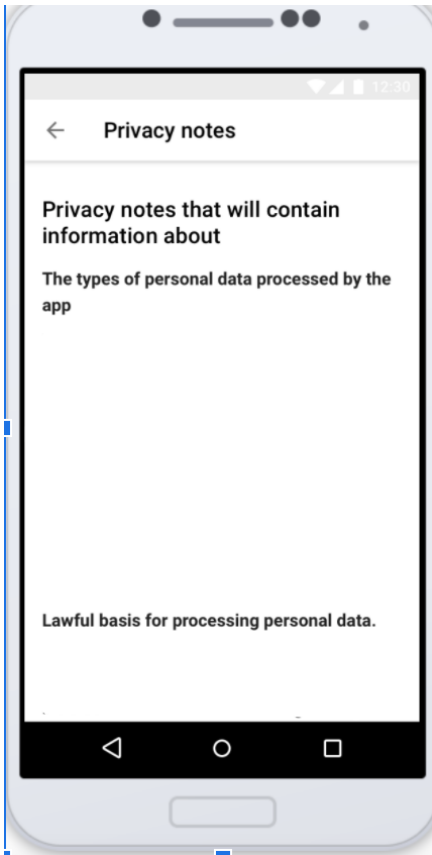 12:30
Privacy notes
Privacy notes that will contain
information about
The types of personal data processed by the
app
Lawful basis for processing personal data.